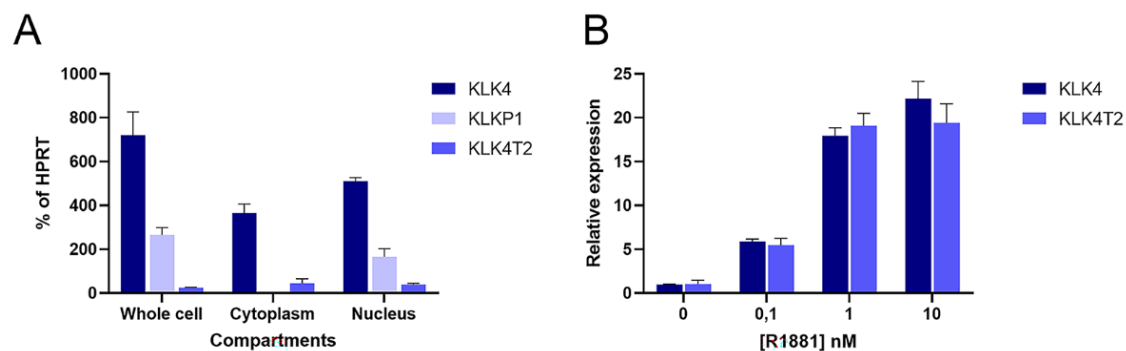 A
% of HPRT
1000
800
600
400
200
0
Whole cell
Cytoplasm
Nucleus
Compartments
KLK4
KLKP1
KLK4T2
B
Relative expression
25
20
15
10
5
0
0
0,1
1
10
[R1881] nM
KLK4
KLK4T2